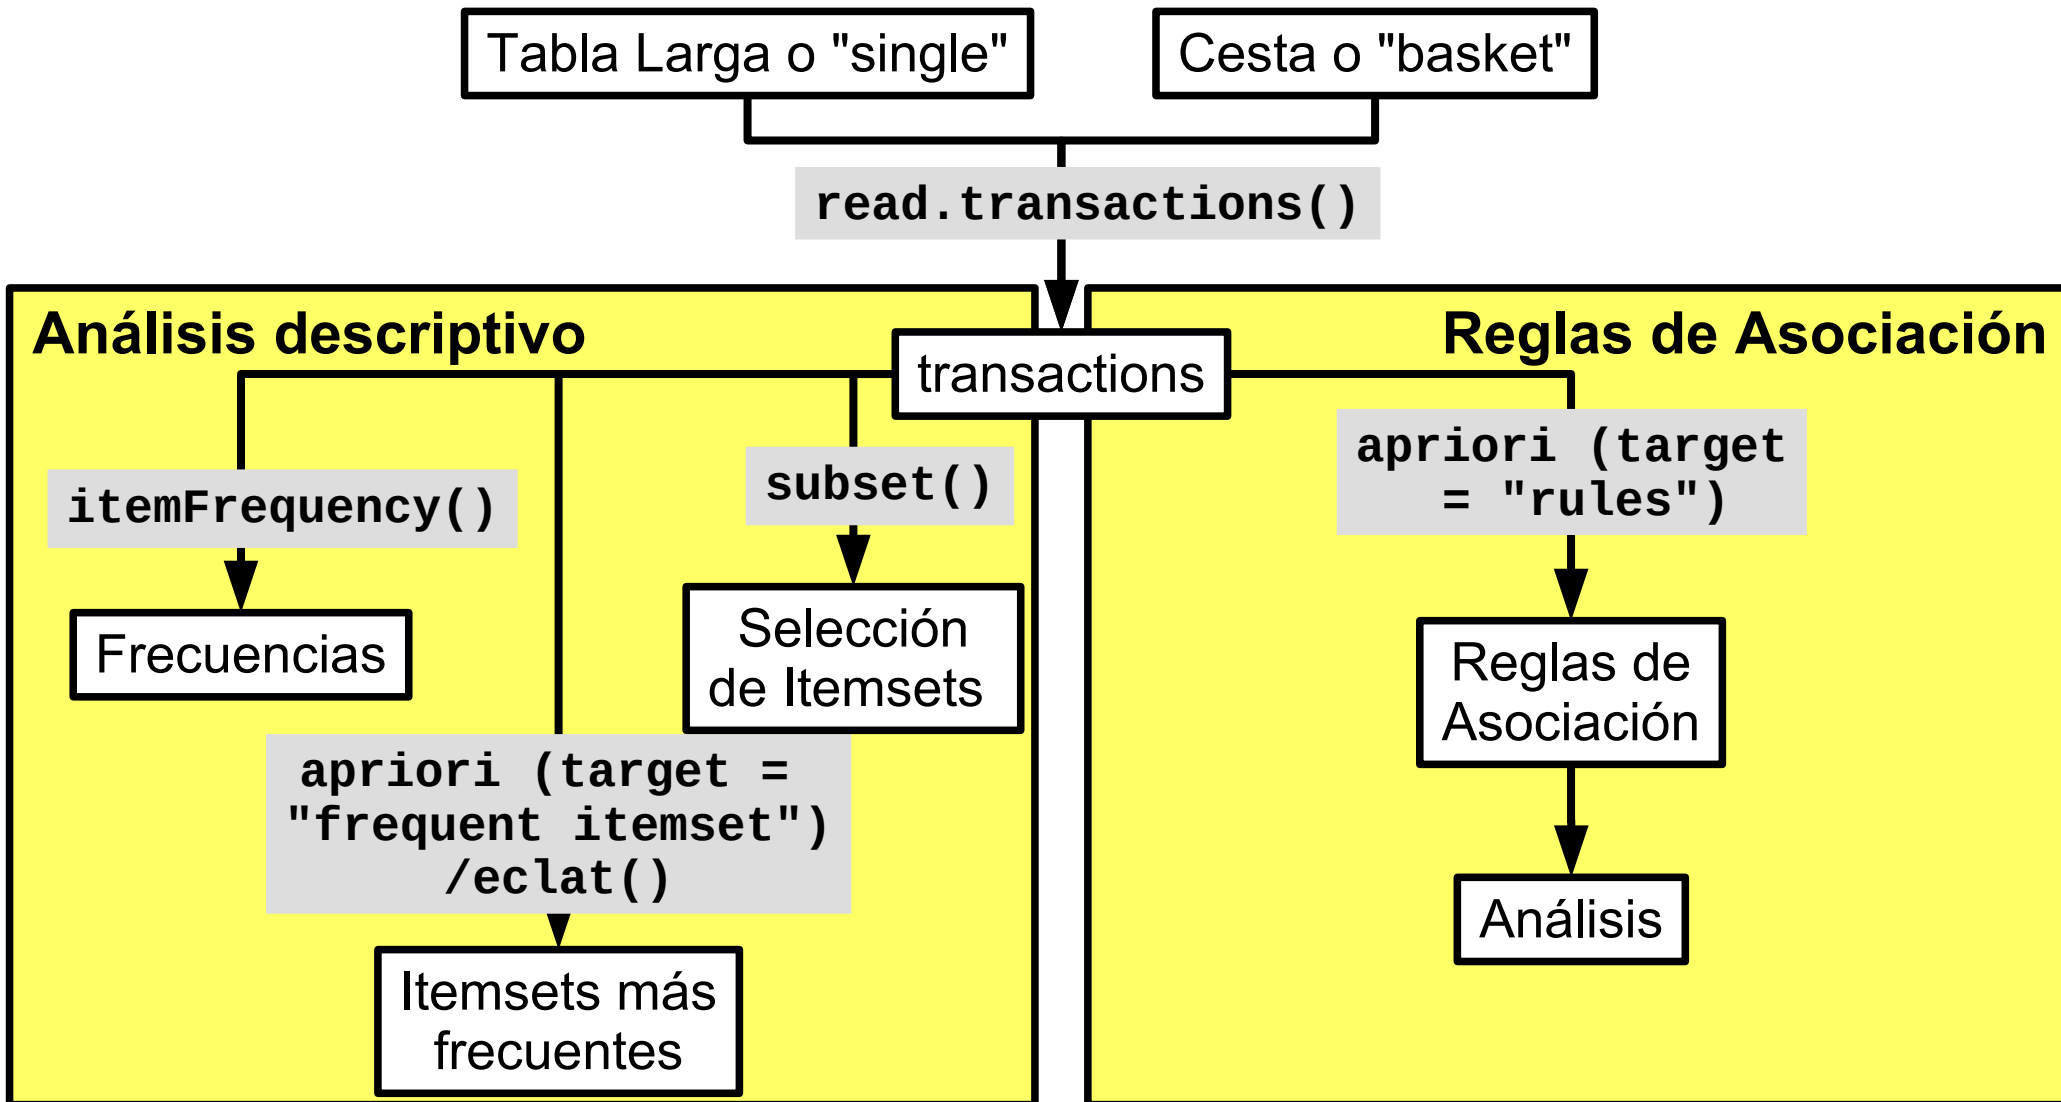 Tabla Larga o "single"
Cesta o "basket"
read.transactions()
Análisis descriptivo
Reglas de Asociación
transactions
itemFrequency()
subset()
apriori (target
= "rules")
Frecuencias
Selección
de Itemsets
Reglas de
Asociación
apriori (target =
"frequent itemset")
/eclat()
Análisis
Itemsets más
frecuentes